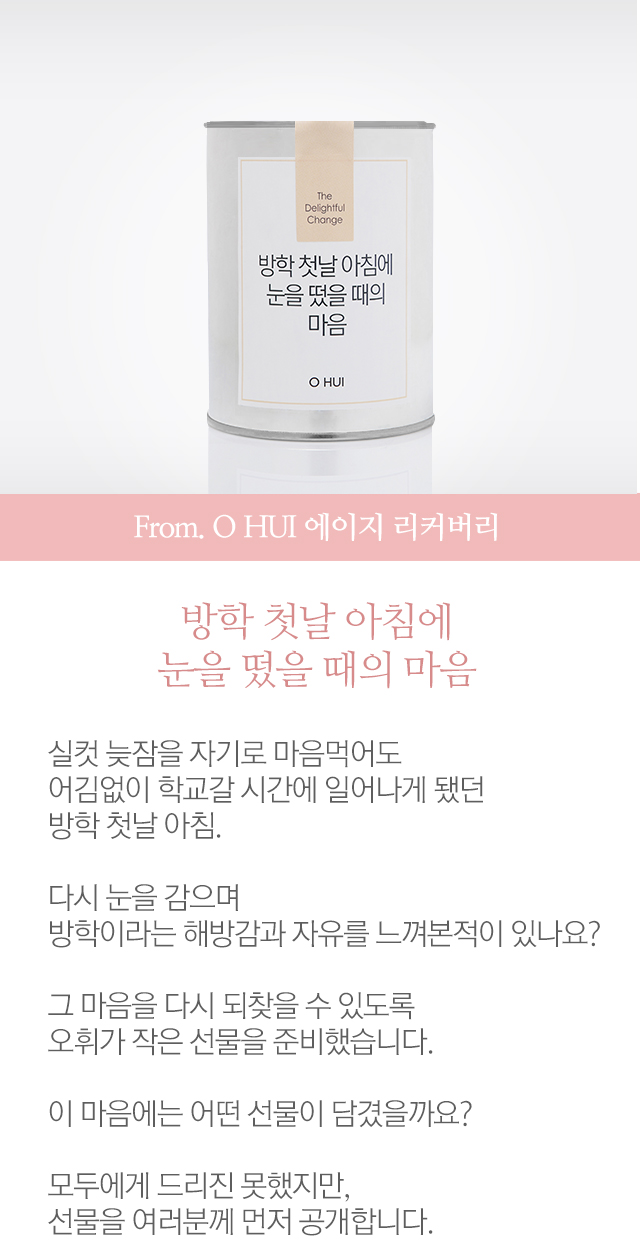 The
Delightful
Change
방학 첫날 아침에
눈을 떴을 때의
마음
O HUI
From. O HUI 에이지 리커버리
방학 첫날 아침에
눈을 떴을 때의 마음
실컷 늦잠을 자기로 마음먹어도
어김없이 학교갈 시간에 일어나게 됐던
방학 첫날 아침.
다시 눈을 감으며
방학이라는 해방감과 자유를 느껴본적이 있나요?
그 마음을 다시 되찾을 수 있도록
오휘가 작은 선물을 준비했습니다.
이 마음에는 어떤 선물이 담겼을까요?
모두에게 드리진 못했지만,
선물을 여러분께 먼저 공개합니다.